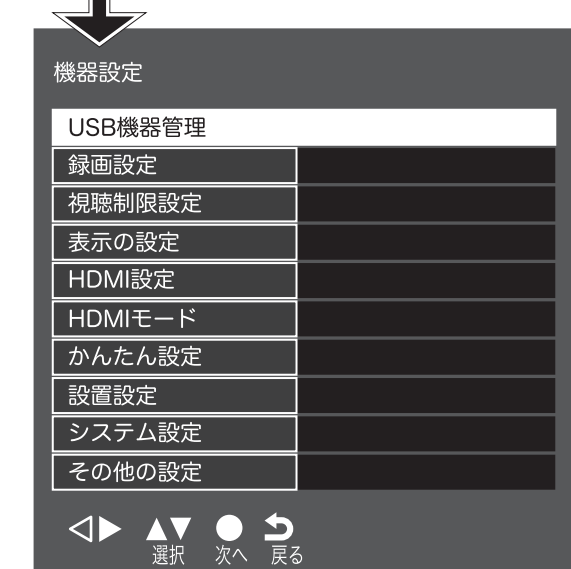 機器設定
USB機器管理
録画設定
視聴制限設定
表示の設定
HDMI設定
HDMIモード
かんたん設定
設置設定
システム設定
その他の設定
選択 次へ 戻る